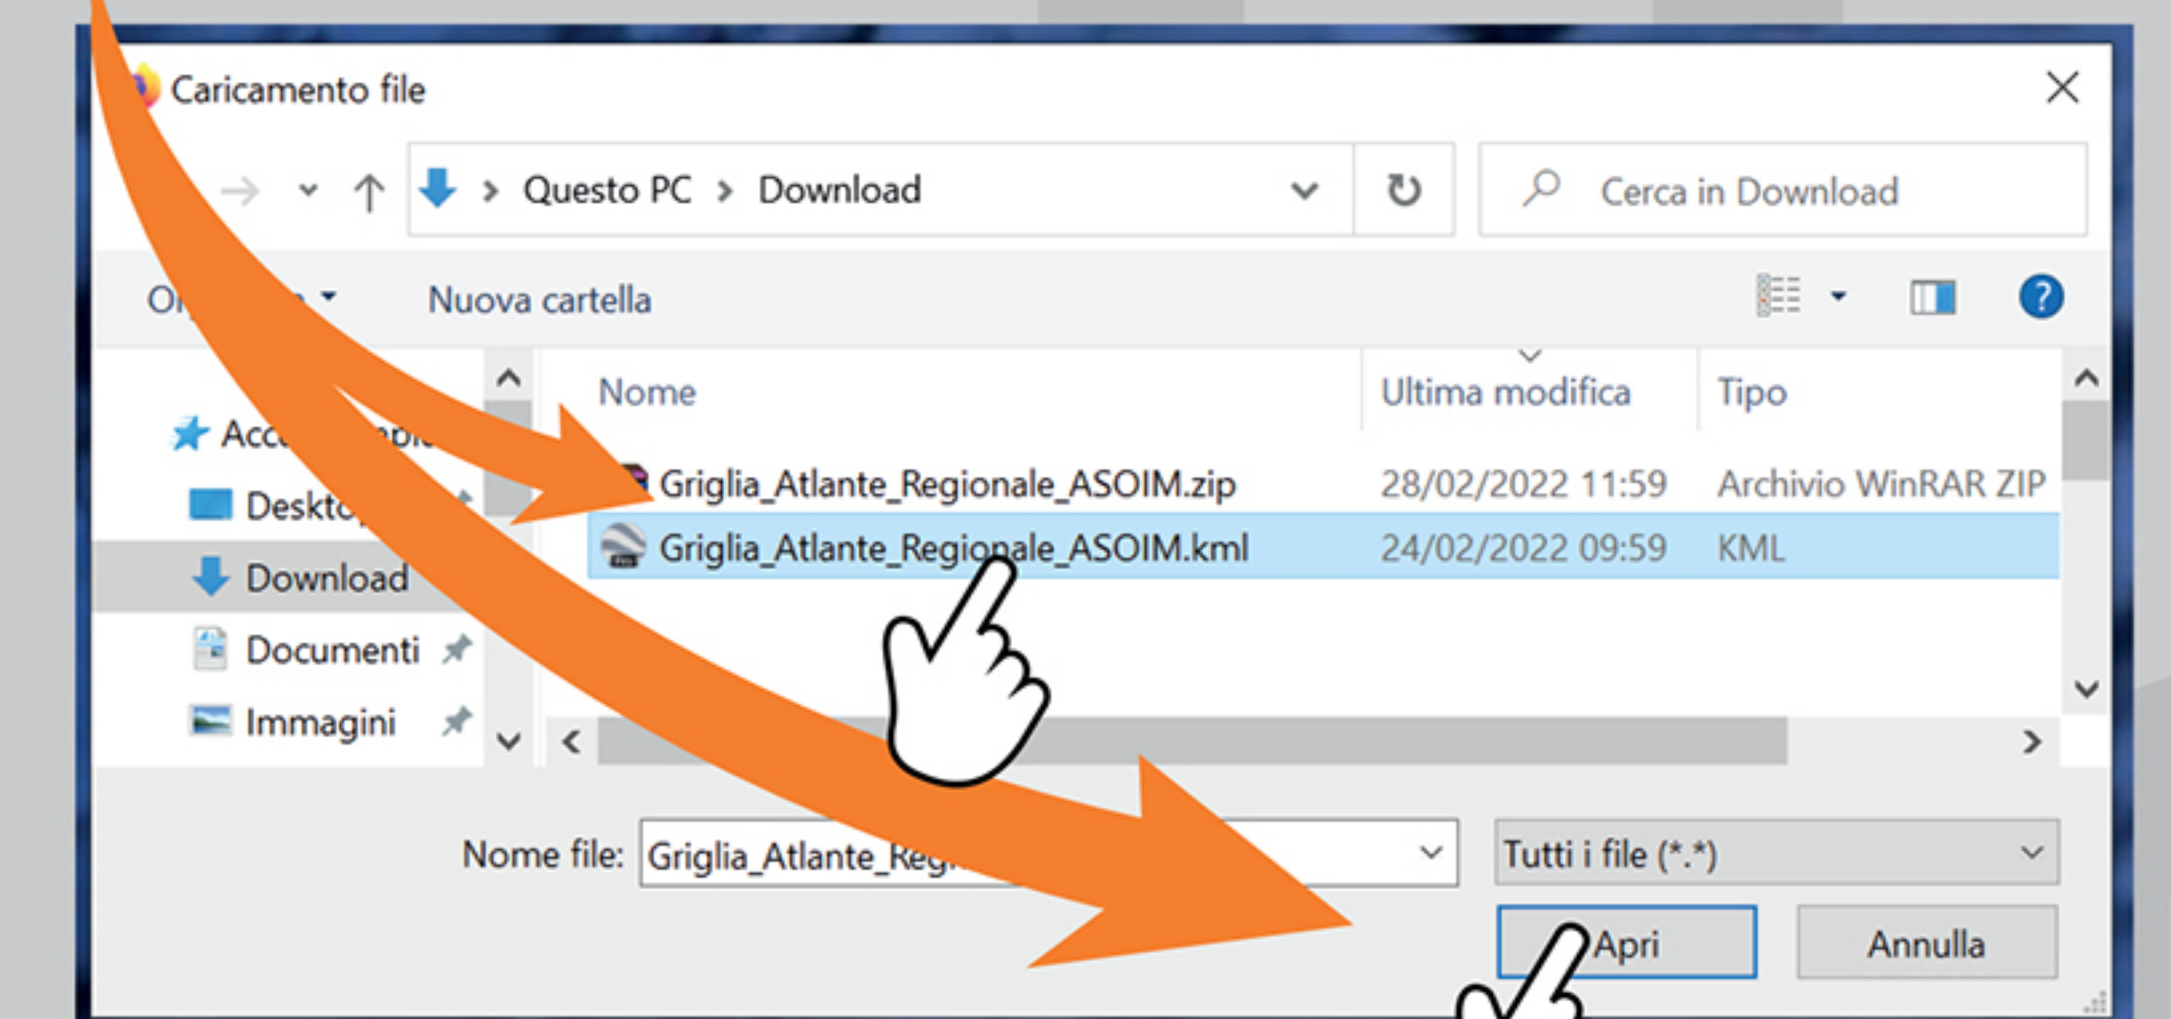 Caricamento file
Questo PC > Download
Cerca in Download
Nuova cartella
Nome Ultima modifica Tipo
Griglia_Atlante_Regionale_ASOIM.zip 28/02/2022 11:59 Archivio WinRAR ZIP
Griglia_Atlante_Regionale_ASOIM.kml 24/02/2022 09:59 KML
Download
Documenti
Immagini
Nome file: Griglia_Atlante_ Tutti i file (*.*)
Apri Annulla